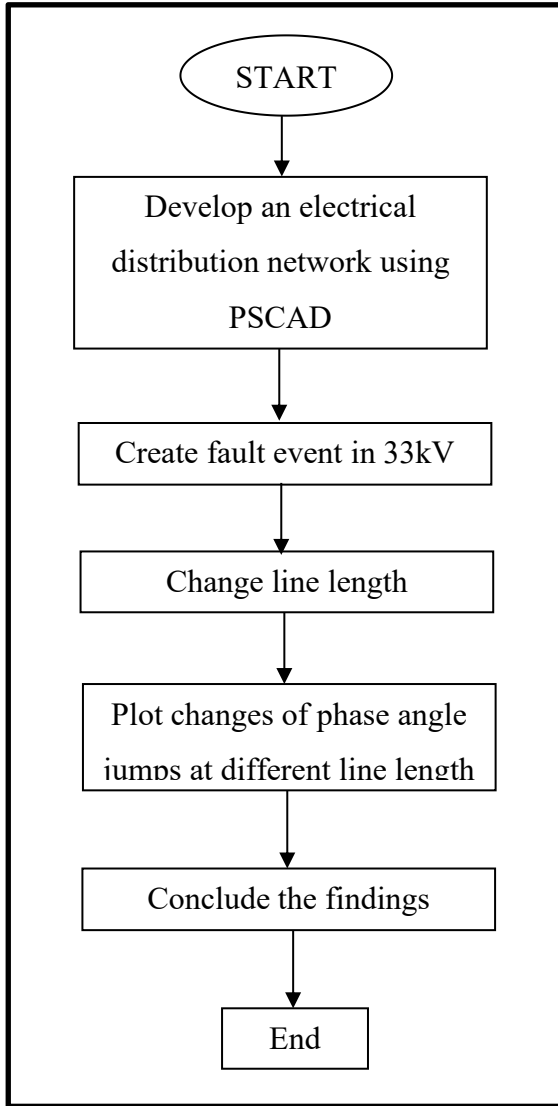 START
Develop an electrical
distribution network using
PSCAD
Create fault event in 33kV
Change line length
Plot changes of phase angle
jumps at different line length
Conclude the findings
End